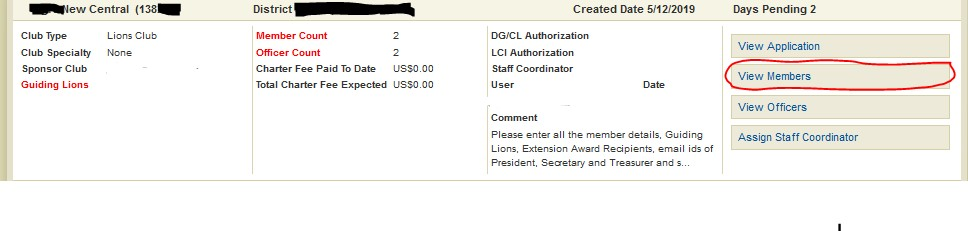 New Central (138
District
Created Date 5/12/2019
Days Pending 2
Club Type Lions Club
Club Specialty None
Sponsor Club
Guiding Lions
Member Count 2
Officer Count 2
Charter Fee Paid To Date US$0.00
Total Charter Fee Expected US$0.00
DG/CL Authorization
LCI Authorization
Staff Coordinator
User Date
Comment
Please enter all the member details, Guiding
Lions, Extension Award Recipients, email ids of
President, Secretary and Treasurer and s...
View Application
View Members
View Officers
Assign Staff Coordinator